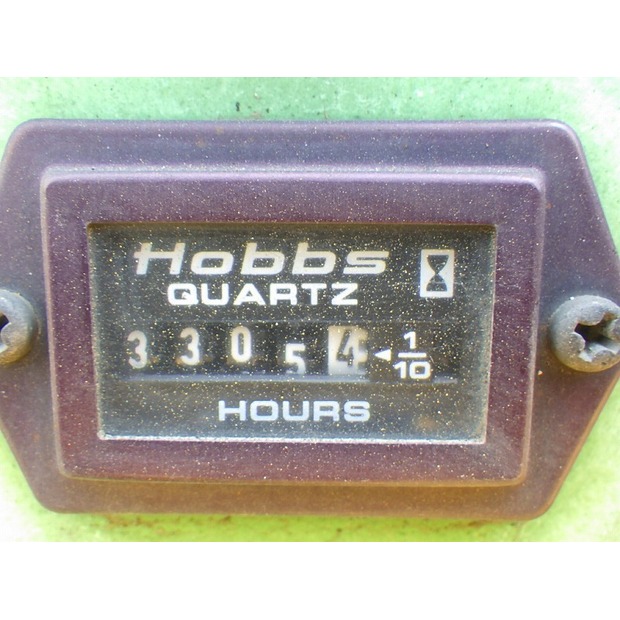 Hobbs
QUARTZ
3 3 0 5 4 ◄ 1/10
HOURS